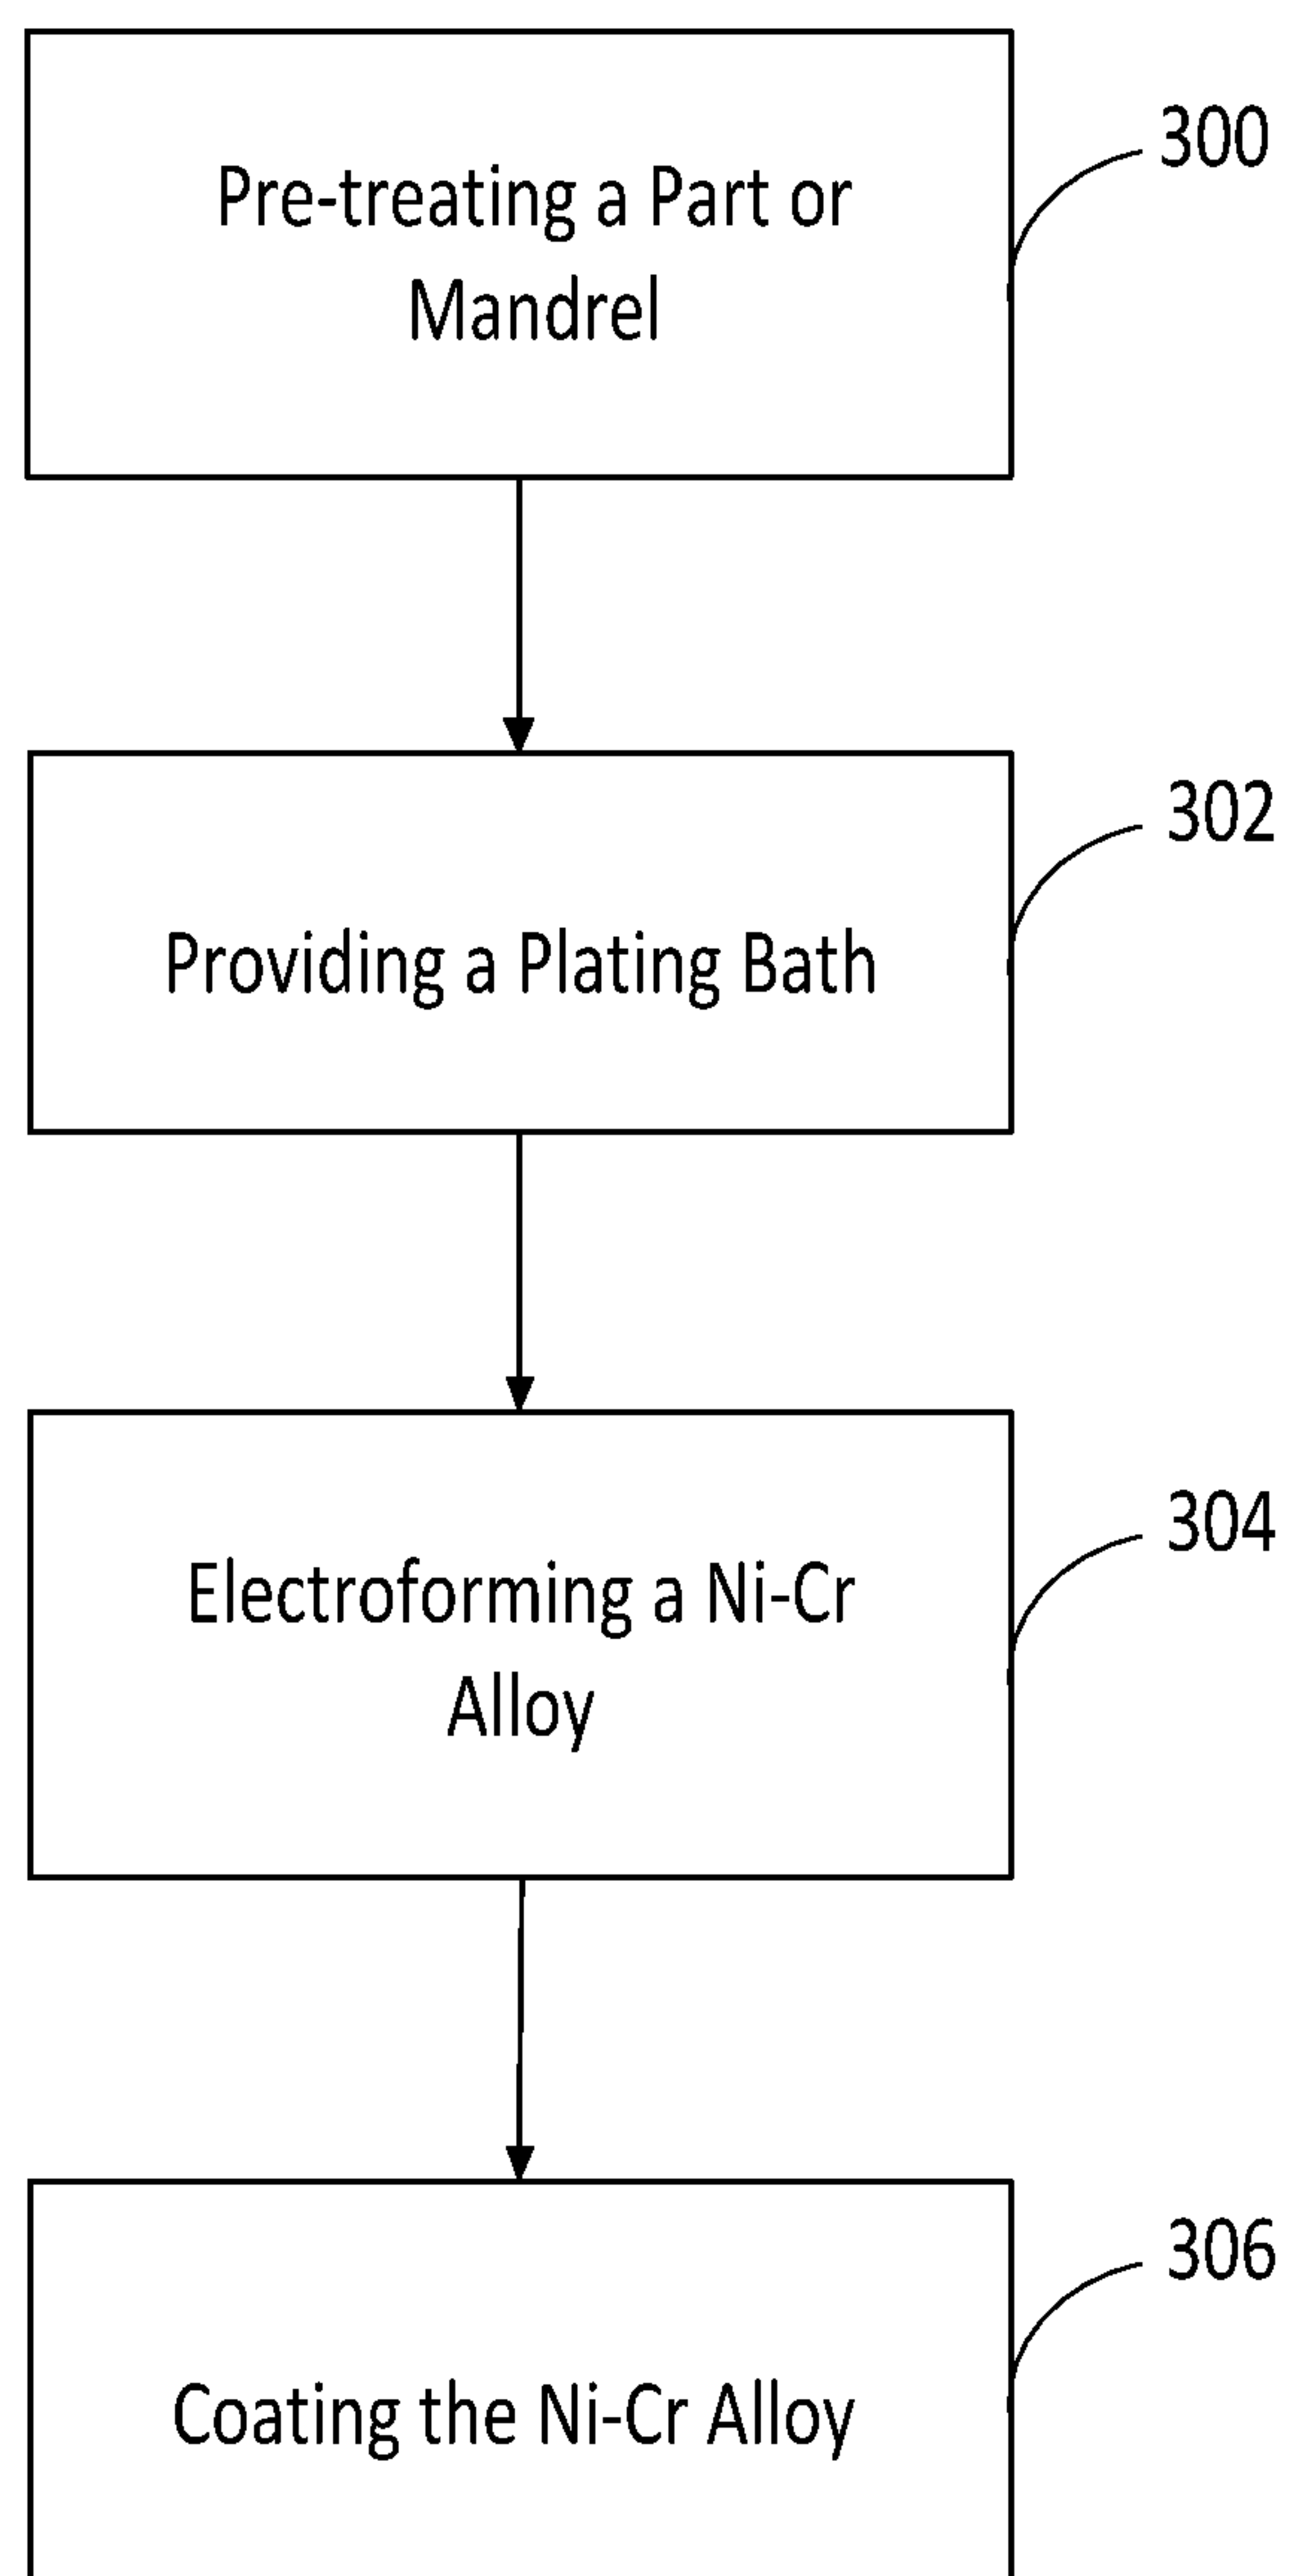 300
Pre-treating a Part or
Mandrel
302
Providing a Plating Bath
304
Electroforming a Ni-Cr
Alloy
306
Coating the Ni-Cr Alloy